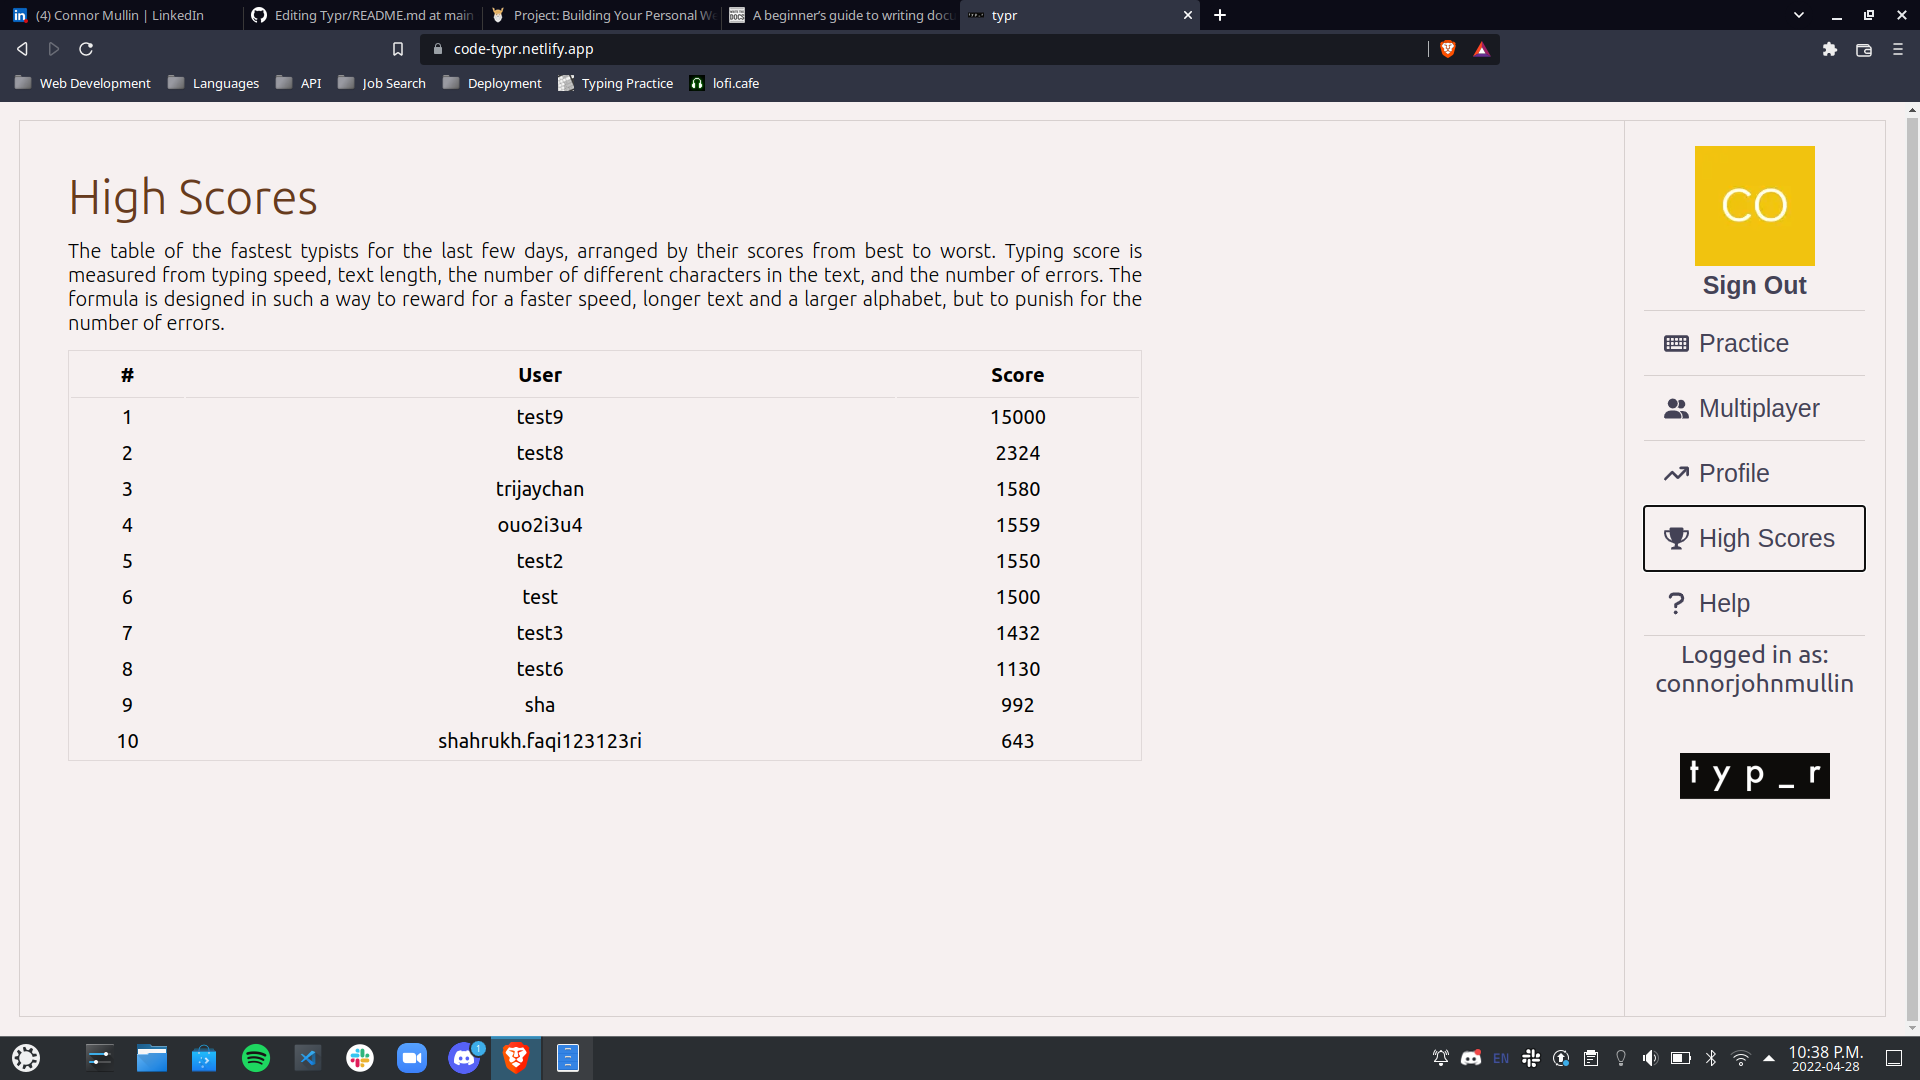 (4) Connor Mullin | LinkedIn
Editing Typr/README.md at main
Project: Building Your Personal We
A beginner's guide to writing docu
typr
code-typr.netlify.app
Web Development
Languages
API
Job Search
Deployment
Typing Practice
lofi.cafe
High Scores
The table of the fastest typists for the last few days, arranged by their scores from best to worst. Typing score is
measured from typing speed, text length, the number of different characters in the text, and the number of errors. The
formula is designed in such a way to reward for a faster speed, longer text and a larger alphabet, but to punish for the
number of errors.
# User Score
1 test9 15000
2 test8 2324
3 trijaychan 1580
4 ouo2i3u4 1559
5 test2 1550
6 test 1500
7 test3 1432
8 test6 1130
9 sha 992
10 shahrukh.faqi123123ri 643
CO
Sign Out
Practice
Multiplayer
Profile
High Scores
Help
Logged in as:
connorjohnmullin
typ_r
1
EN
10:38 P.M.
2022-04-28